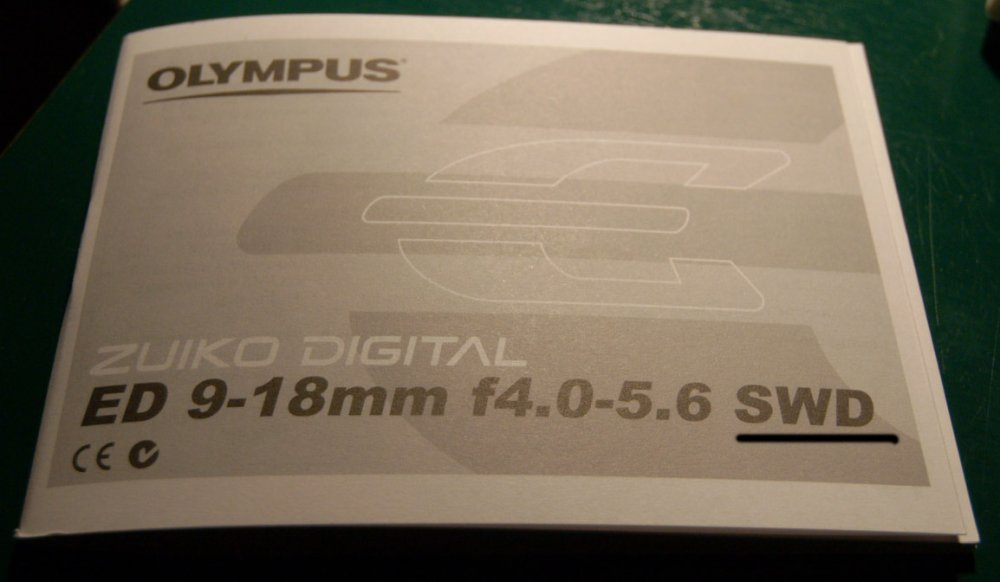 OLYMPUS
ZUIKO DIGITAL
ED 9-18mm f4.0-5.6 SWD
CE